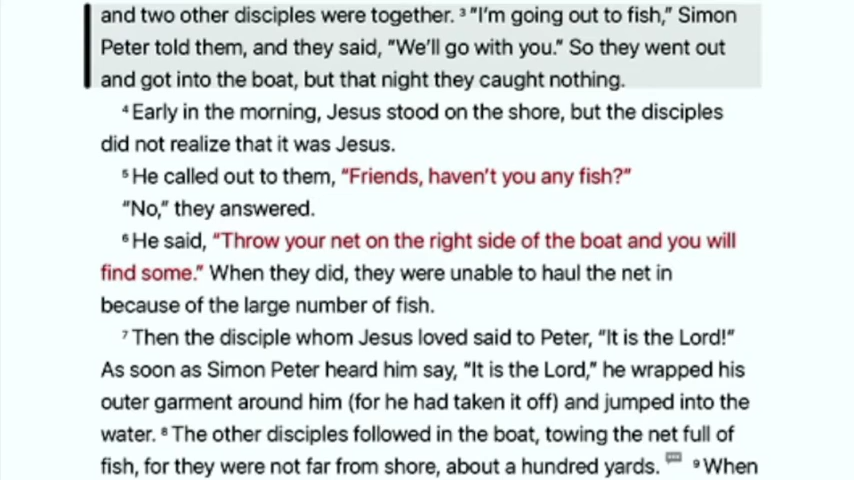 and two other disciples were together. ³ "I'm going out to fish," Simon
Peter told them, and they said, "We'll go with you." So they went out
and got into the boat, but that night they caught nothing.
⁴ Early in the morning, Jesus stood on the shore, but the disciples
did not realize that it was Jesus.
⁵ He called out to them, "Friends, haven't you any fish?"
"No," they answered.
⁶ He said, "Throw your net on the right side of the boat and you will
find some." When they did, they were unable to haul the net in
because of the large number of fish.
⁷ Then the disciple whom Jesus loved said to Peter, "It is the Lord!"
As soon as Simon Peter heard him say, "It is the Lord," he wrapped his
outer garment around him (for he had taken it off) and jumped into the
water. ⁸ The other disciples followed in the boat, towing the net full of
fish, for they were not far from shore, about a hundred yards. ⁹ When